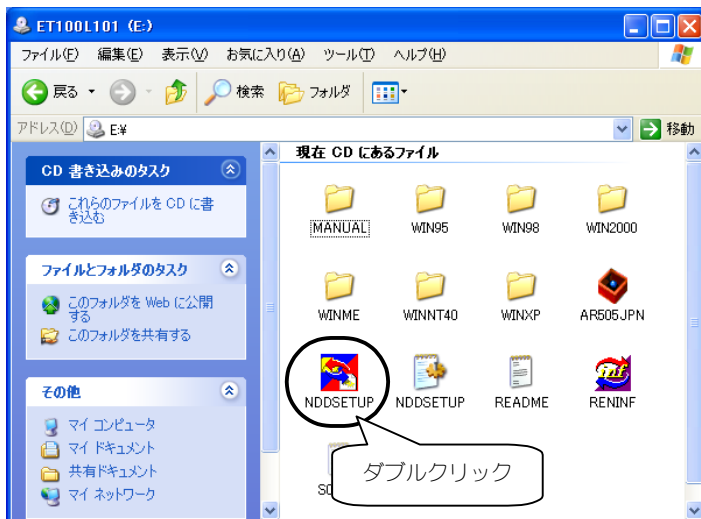 ET100L101 (E:)
ファイル(F) 編集(E) 表示(V) お気に入り(A) ツール(T) ヘルプ(H)
戻る 検索 フォルダ
アドレス(D) E:¥ 移動
CD 書き込みのタスク
これらのファイルを CD に書
き込む
ファイルとフォルダのタスク
このフォルダを Web に公開
する
このフォルダを共有する
その他
マイ コンピュータ
マイ ドキュメント
共有ドキュメント
マイ ネットワーク
現在 CD にあるファイル
MANUAL WIN95 WIN98 WIN2000
WINME WINNT40 WINXP AR505JPN
NDDSETUP NDDSETUP README RENINF
ダブルクリック